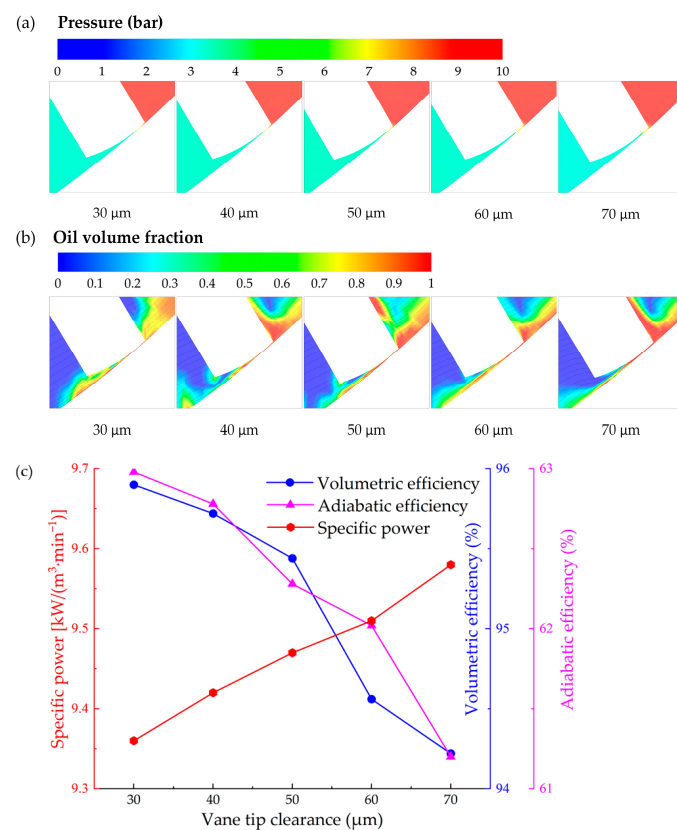 (a) Pressure (bar)
0 1 2 3 4 5 6 7 8 9 10
30 μm 40 μm 50 μm 60 μm 70 μm
(b) Oil volume fraction
0 0.1 0.2 0.3 0.4 0.5 0.6 0.7 0.8 0.9 1
30 μm 40 μm 50 μm 60 μm 70 μm
(c)
9.7
9.6
9.5
9.4
9.3
Specific power [kW/(m³·min⁻¹)]
Volumetric efficiency
Adiabatic efficiency
Specific power
96
95
94
Volumetric efficiency (%)
63
62
61
Adiabatic efficiency (%)
30 40 50 60 70
Vane tip clearance (μm)